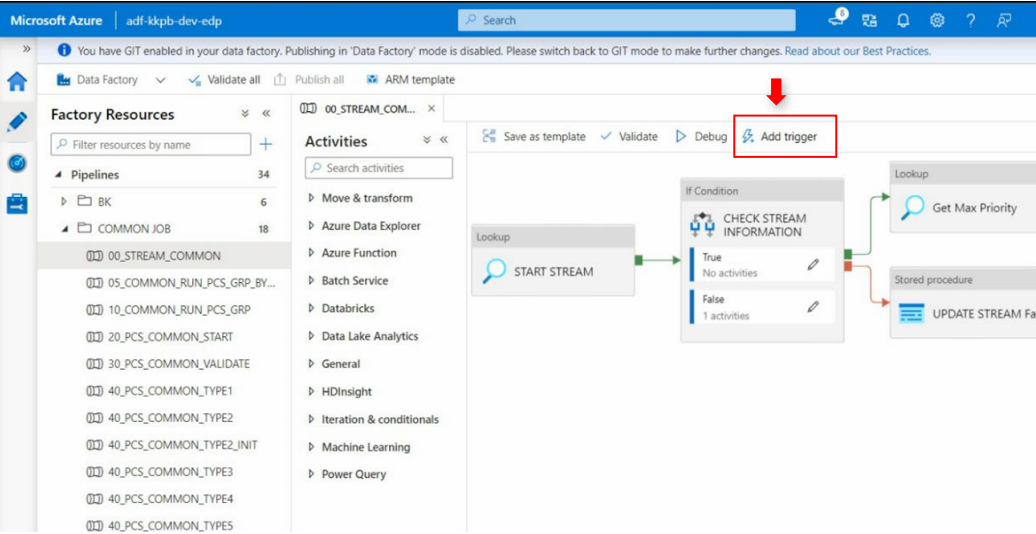 Microsoft Azure
adf-kkpb-dev-edp
Search
You have GIT enabled in your data factory. Publishing in 'Data Factory' mode is disabled. Please switch back to GIT mode to make further changes. Read about our Best Practices.
Data Factory
Validate all
Publish all
ARM template
Factory Resources
Filter resources by name
Pipelines 34
BK 6
COMMON JOB 18
00_STREAM_COMMON
05_COMMON_RUN_PCS_GRP_BY...
10_COMMON_RUN_PCS_GRP
20_PCS_COMMON_START
30_PCS_COMMON_VALIDATE
40_PCS_COMMON_TYPE1
40_PCS_COMMON_TYPE2
40_PCS_COMMON_TYPE2_INIT
40_PCS_COMMON_TYPE3
40_PCS_COMMON_TYPE4
40_PCS_COMMON_TYPE5
00_STREAM_COM...
Activities
Search activities
Move & transform
Azure Data Explorer
Azure Function
Batch Service
Databricks
Data Lake Analytics
General
HDInsight
Iteration & conditionals
Machine Learning
Power Query
Save as template
Validate
Debug
Add trigger
Lookup
START STREAM
If Condition
CHECK STREAM
INFORMATION
True
No activities
False
1 activities
Lookup
Get Max Priority
Stored procedure
UPDATE STREAM Fa